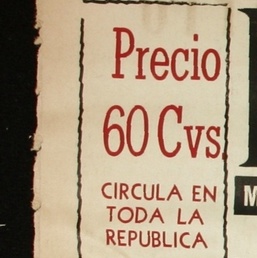 Precio
60 Cvs.
CIRCULA EN
TODA LA
REPUBLICA
M